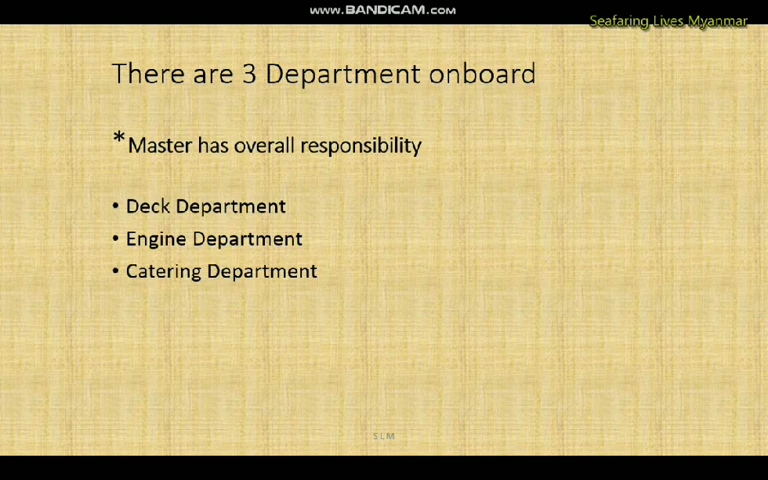 www.BANDICAM.com
Seafaring Lives Myanmar
There are 3 Department onboard
*Master has overall responsibility
• Deck Department
• Engine Department
• Catering Department
SLM